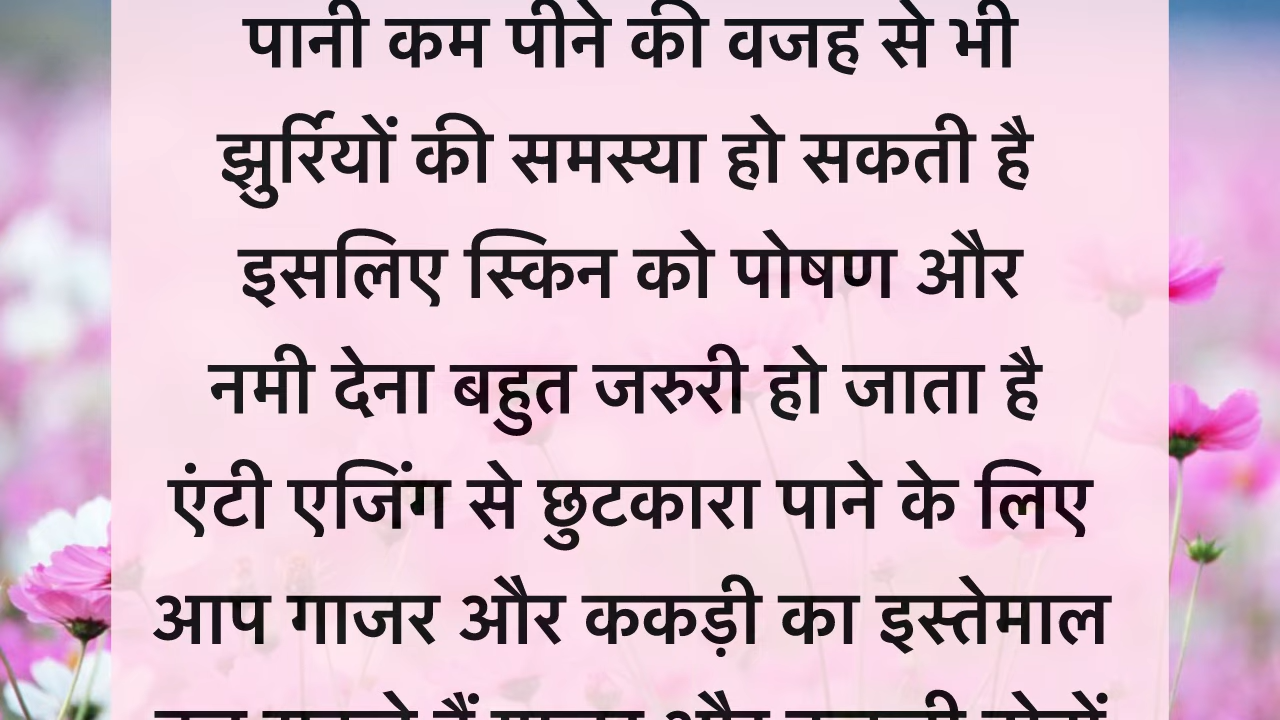 पानी कम पीने की वजह से भी
झुर्रियों की समस्या हो सकती है
इसलिए स्किन को पोषण और
नमी देना बहुत जरुरी हो जाता है
एंटी एजिंग से छुटकारा पाने के लिए
आप गाजर और ककड़ी का इस्तेमाल